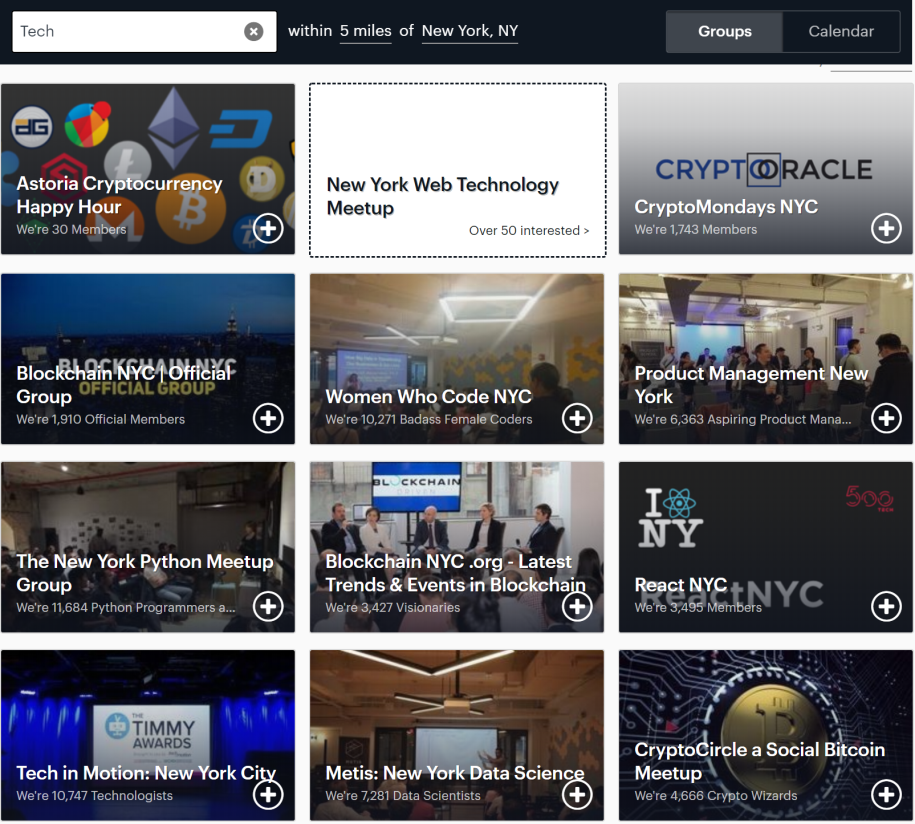 Tech
within 5 miles of New York, NY
Groups
Calendar
dG
Astoria Cryptocurrency
Happy Hour
We're 30 Members
New York Web Technology
Meetup
Over 50 interested >
CRYPTOORACLE
CryptoMondays NYC
We're 1,743 Members
BLOCKCHAIN NYC
OFFICIAL GROUP
Blockchain NYC | Official
Group
We're 1,910 Official Members
Women Who Code NYC
We're 10,271 Badass Female Coders
Product Management New
York
We're 6,363 Aspiring Product Mana...
The New York Python Meetup
Group
We're 11,684 Python Programmers a...
BLOCKCHAIN
DRIVEN
Blockchain NYC .org - Latest
Trends & Events in Blockchain
We're 3,427 Visionaries
I
NY
500
TECH
ReactNYC
React NYC
We're 3,495 Members
THE
TIMMY
AWARDS
Tech in Motion: New York City
We're 10,747 Technologists
Metis: New York Data Science
We're 7,281 Data Scientists
CryptoCircle a Social Bitcoin
Meetup
We're 4,666 Crypto Wizards